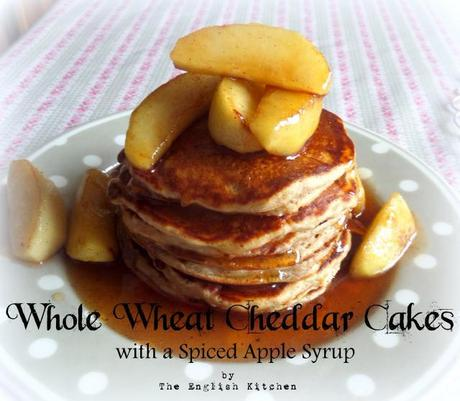 Whole Wheat Cheddar Cakes
with a Spiced Apple Syrup
by
The English Kitchen